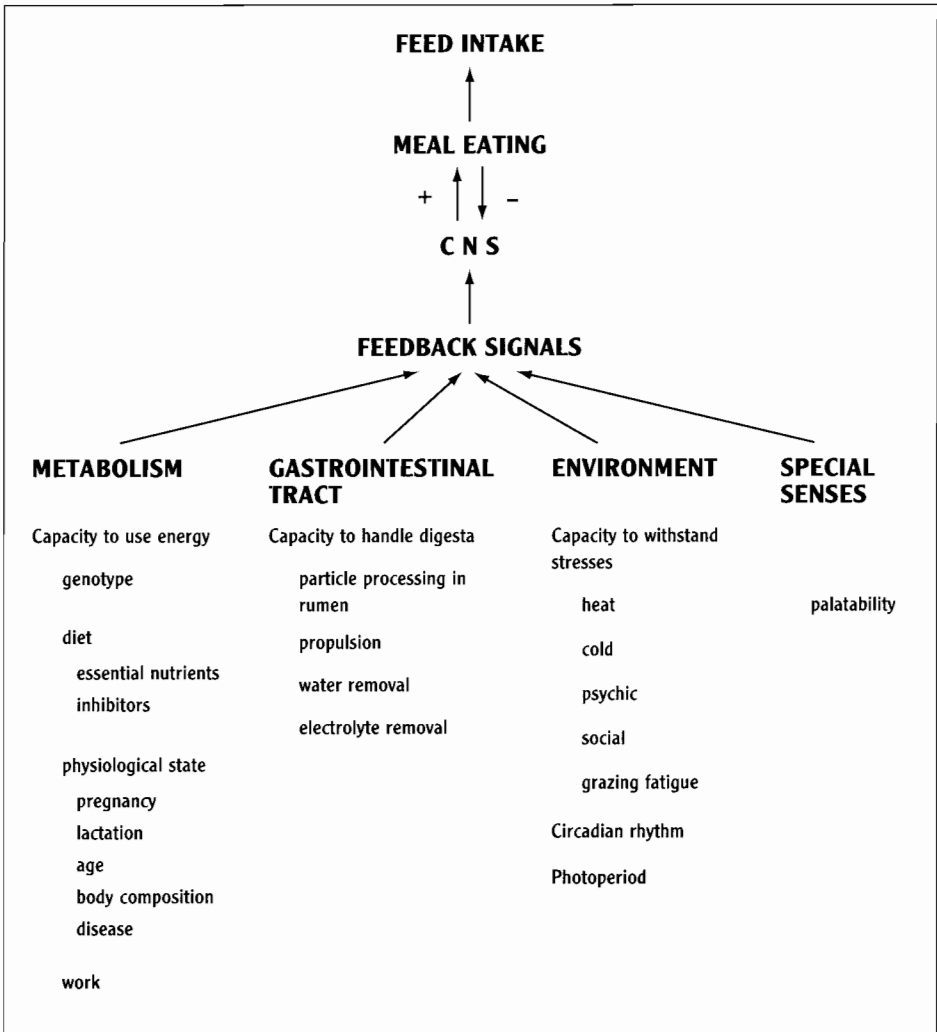 FEED INTAKE
MEAL EATING
+ −
C N S
FEEDBACK SIGNALS
METABOLISM
Capacity to use energy
genotype
diet
essential nutrients
inhibitors
physiological state
pregnancy
lactation
age
body composition
disease
work
GASTROINTESTINAL
TRACT
Capacity to handle digesta
particle processing in
rumen
propulsion
water removal
electrolyte removal
ENVIRONMENT
Capacity to withstand
stresses
heat
cold
psychic
social
grazing fatigue
Circadian rhythm
Photoperiod
SPECIAL
SENSES
palatability